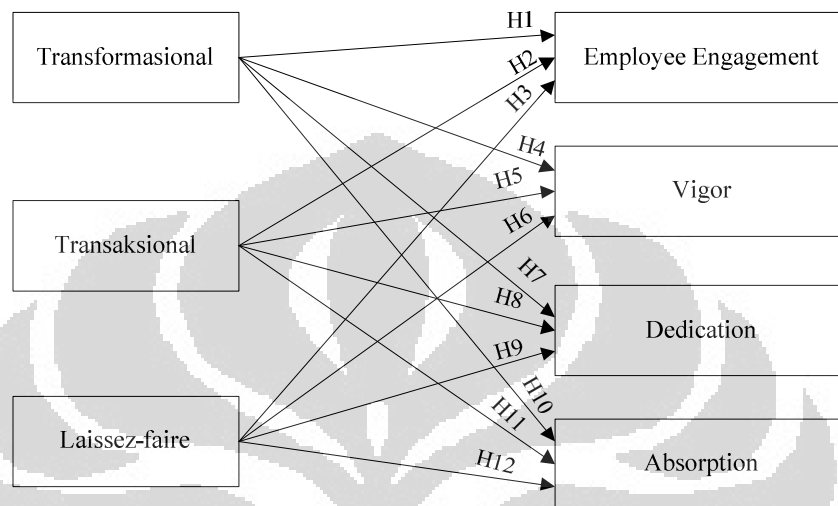 Transformasional
H1
Employee Engagement
H2
H3
H4
Vigor
H5
Transaksional
H6
H7
H8
Dedication
H9
Laissez-faire
H10
H11
Absorption
H12